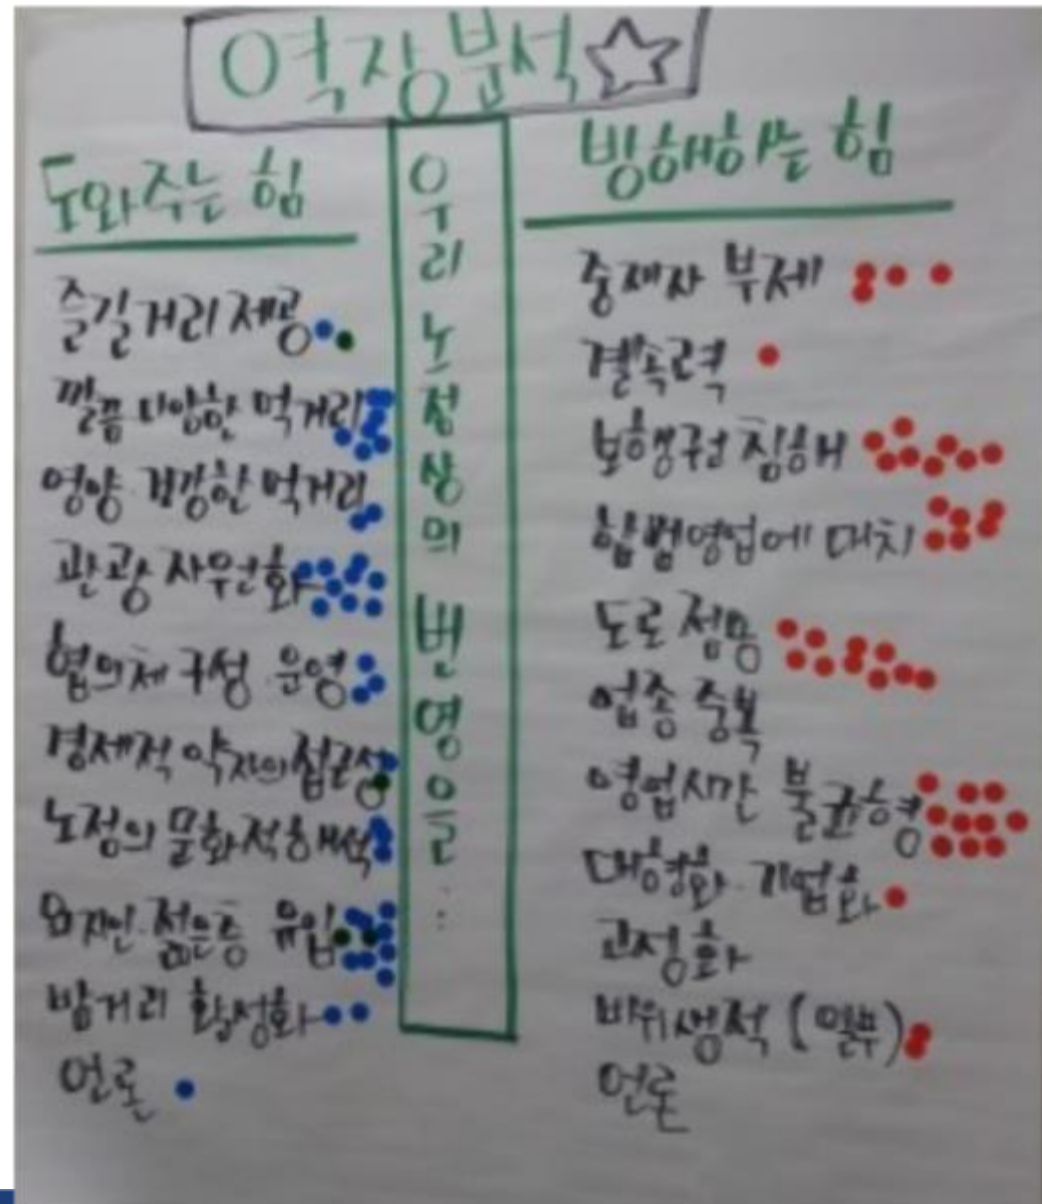 역장분석
도와주는 힘
즐길거리 제공
깔끔 다양한 먹거리
영양 건강한 먹거리
관광 자원화
협의체 구성 운영
경제적 약자의 접근성
노점의 문화적 해석
외지인·젊은층 유입
밤거리 활성화
언론
우리 노점상의 번영을 : :
방해하는 힘
중재자 부제
결속력
보행권 침해
합법영업에 대치
도로 점용
업종 중복
영업시간 불균형
대형화·기업화
고정화
비위생적 (일부)
언론